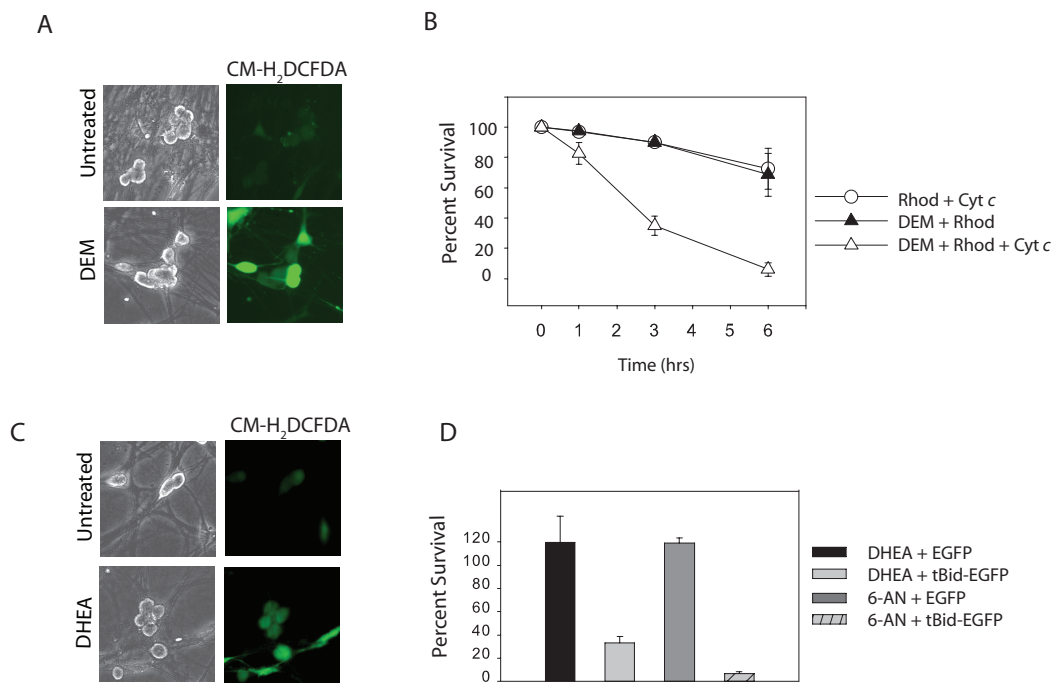 A
CM-H₂DCFDA
Untreated
DEM
B
Percent Survival
100
80
60
40
20
0
0 1 2 3 4 5 6
Time (hrs)
Rhod + Cyt c
DEM + Rhod
DEM + Rhod + Cyt c
C
CM-H₂DCFDA
Untreated
DHEA
D
Percent Survival
120
100
80
60
40
20
0
DHEA + EGFP
DHEA + tBid-EGFP
6-AN + EGFP
6-AN + tBid-EGFP